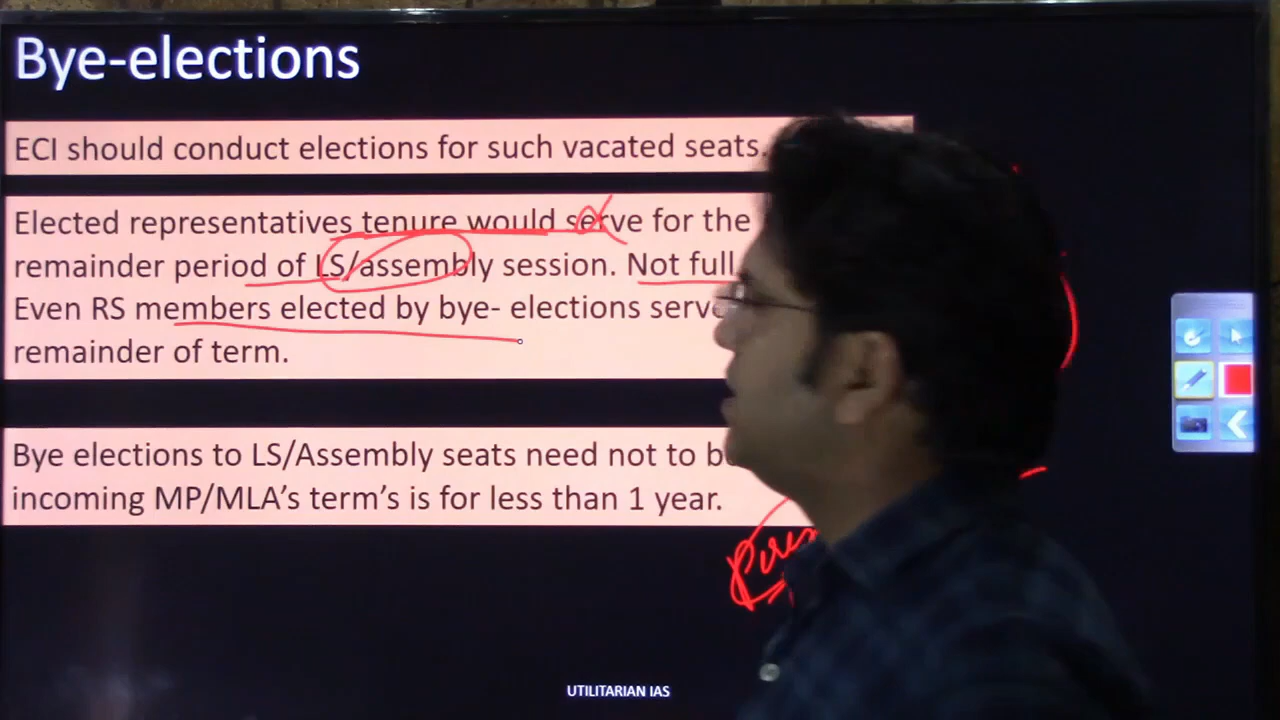 Bye-elections
ECI should conduct elections for such vacated seats.
Elected representatives tenure would serve for the
remainder period of LS/assembly session. Not full
Even RS members elected by bye- elections serve
remainder of term.
Bye elections to LS/Assembly seats need not to
incoming MP/MLA's term's is for less than 1 year.
UTILITARIAN IAS